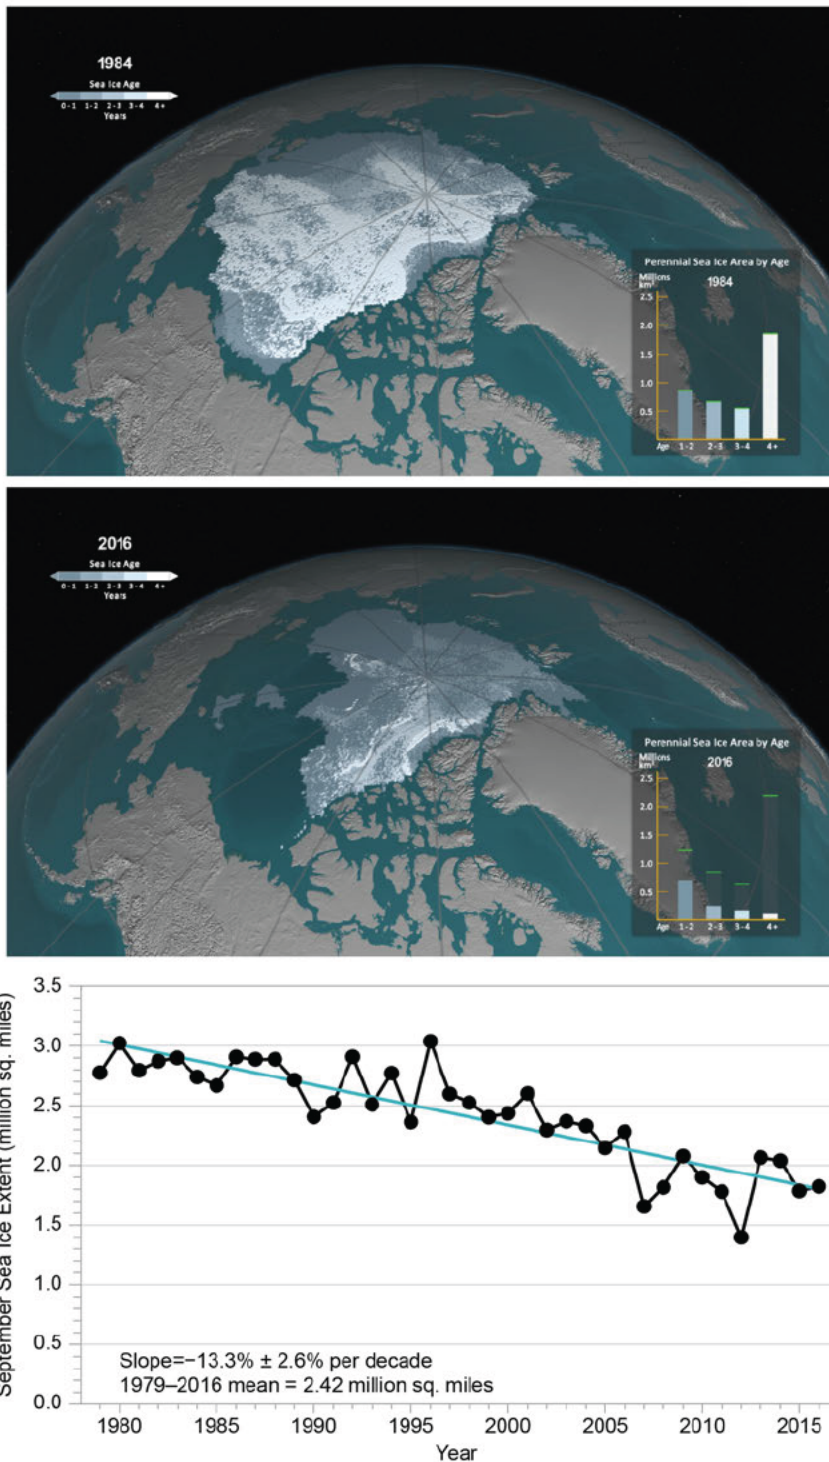 1984
Sea Ice Age
0-1 1-2 2-3 3-4 4+
Years
Perennial Sea Ice Area by Age
Millions
km²
1984
2.5
2.0
1.5
1.0
0.5
Age 1-2 2-3 3-4 4+
2016
Sea Ice Age
0-1 1-2 2-3 3-4 4+
Years
Perennial Sea Ice Area by Age
Millions
km²
2016
2.5
2.0
1.5
1.0
0.5
Age 1-2 2-3 3-4 4+
September Sea Ice Extent (million sq. miles)
3.5
3.0
2.5
2.0
1.5
1.0
0.5
0.0
Slope=−13.3% ± 2.6% per decade
1979–2016 mean = 2.42 million sq. miles
1980 1985 1990 1995 2000 2005 2010 2015
Year